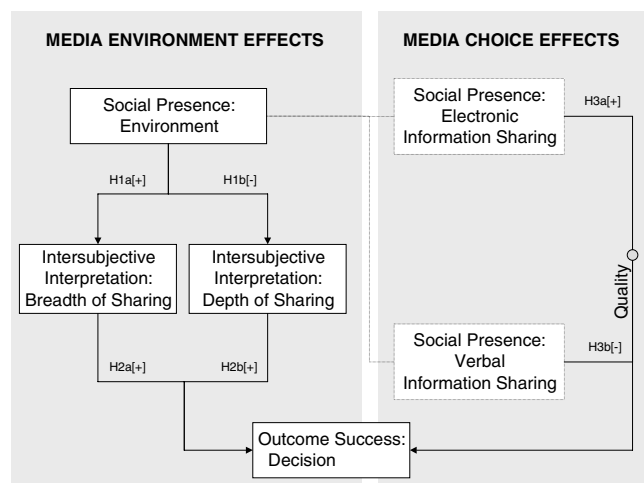 MEDIA ENVIRONMENT EFFECTS
Social Presence:
Environment
H1a[+]
H1b[-]
Intersubjective
Interpretation:
Breadth of Sharing
Intersubjective
Interpretation:
Depth of Sharing
H2a[+]
H2b[+]
MEDIA CHOICE EFFECTS
Social Presence:
Electronic
Information Sharing
H3a[+]
Quality
Social Presence:
Verbal
Information Sharing
H3b[-]
Outcome Success:
Decision